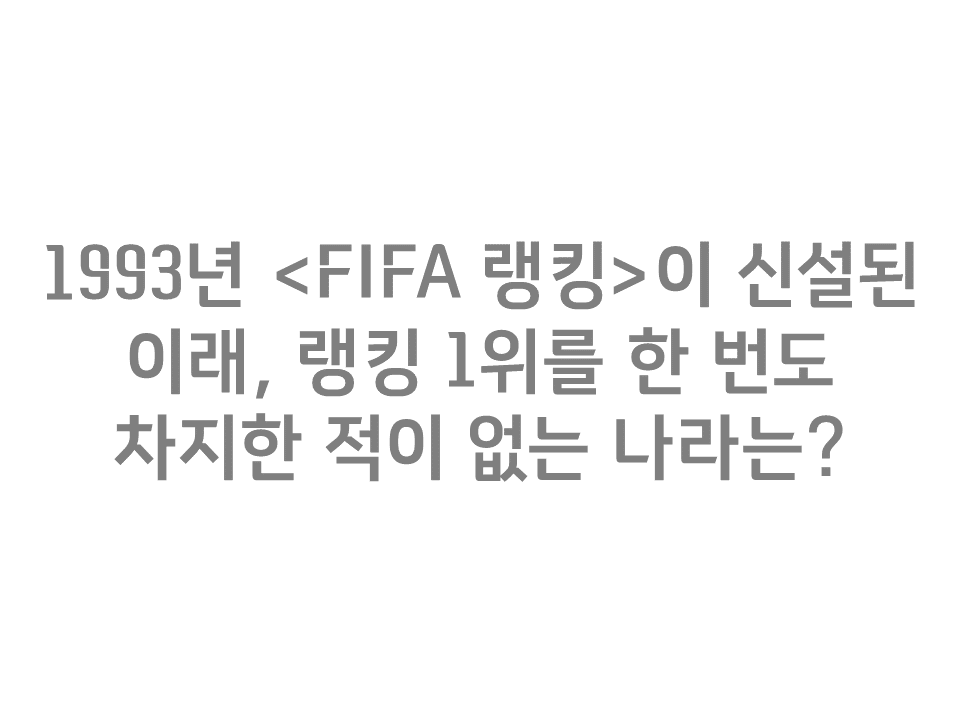 1993년 <FIFA 랭킹>이 신설된
이래, 랭킹 1위를 한 번도
차지한 적이 없는 나라는?